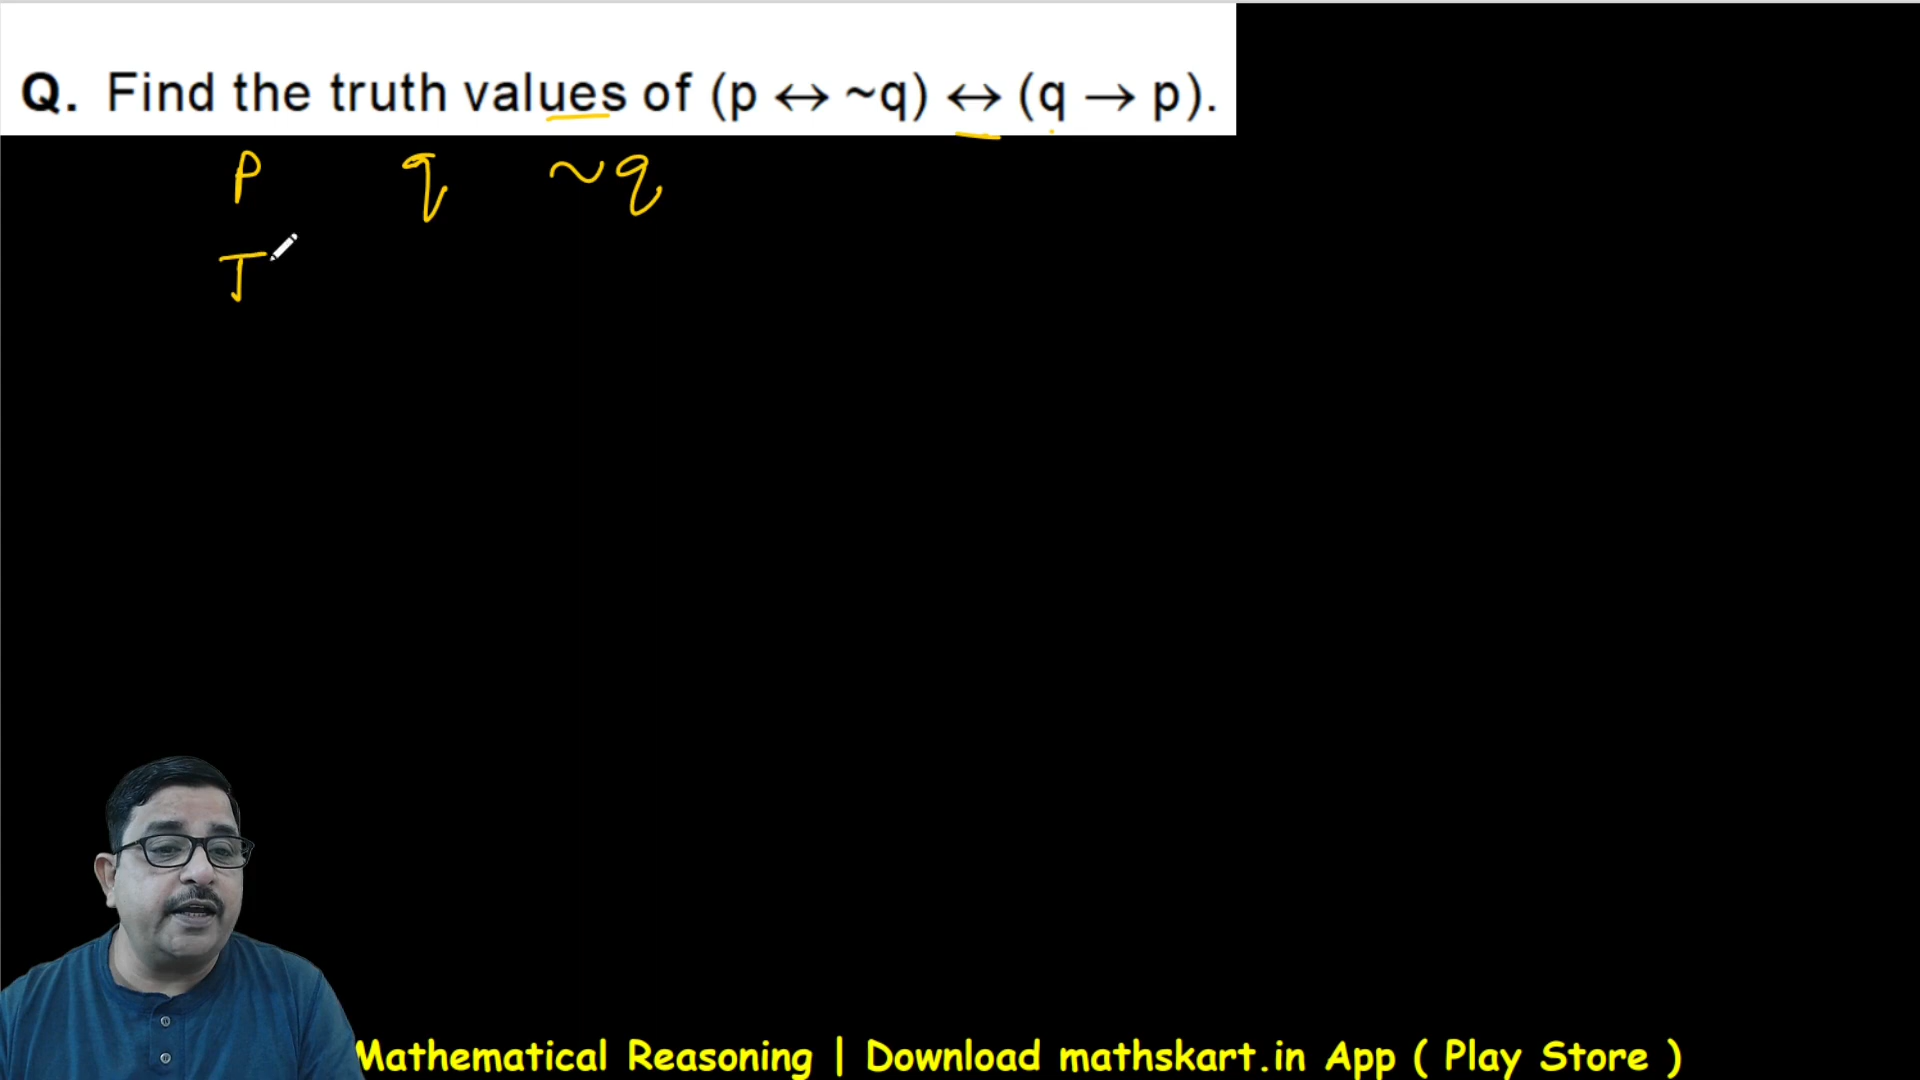 Q. Find the truth values of (p ↔ ~q) ↔ (q → p).
P q ~q
T
Mathematical Reasoning | Download mathskart.in App ( Play Store )